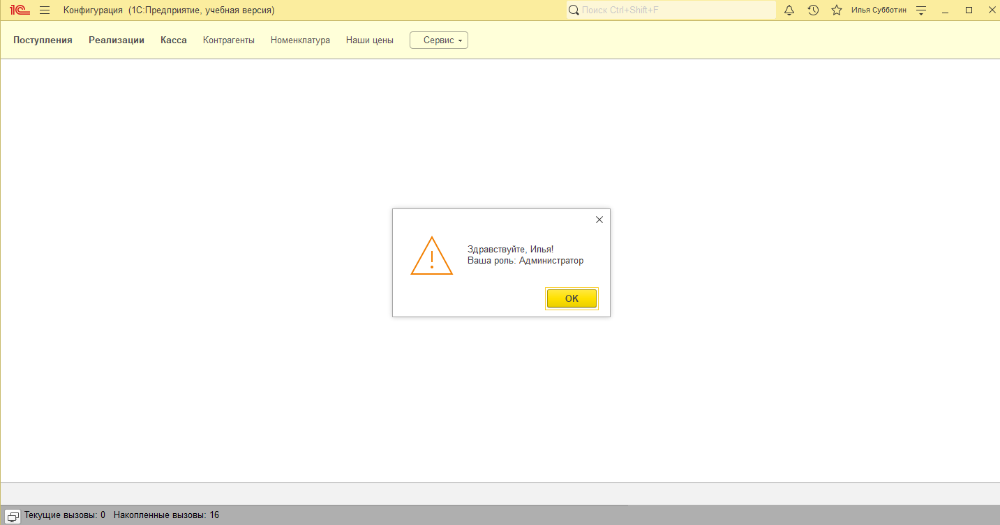 1С Конфигурация (1С:Предприятие, учебная версия) Поиск Ctrl+Shift+F Илья Субботин
Поступления Реализации Касса Контрагенты Номенклатура Наши цены Сервис
Здравствуйте, Илья!
Ваша роль: Администратор
OK
Текущие вызовы: 0 Накопленные вызовы: 16